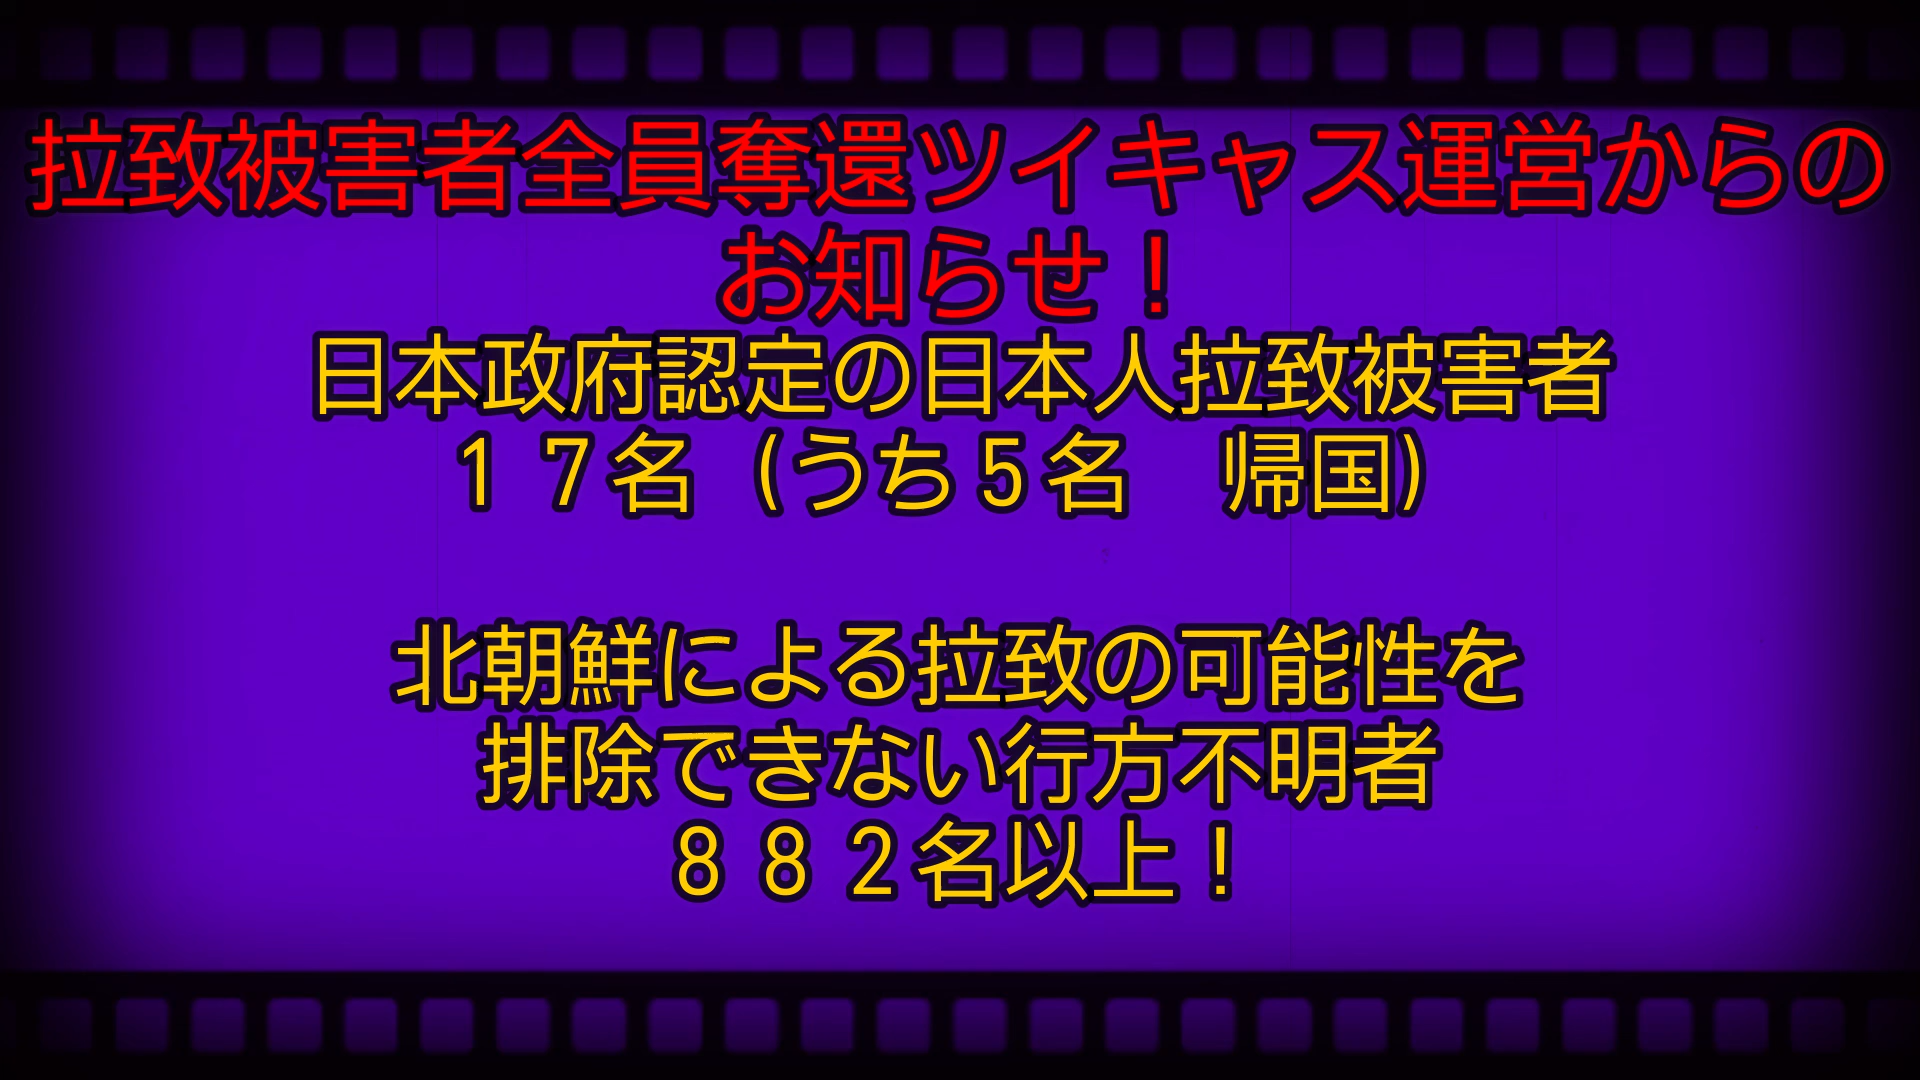 拉致被害者全員奪還ツイキャス運営からの
お知らせ！
日本政府認定の日本人拉致被害者
１７名（うち５名　帰国）
北朝鮮による拉致の可能性を
排除できない行方不明者
８８２名以上！